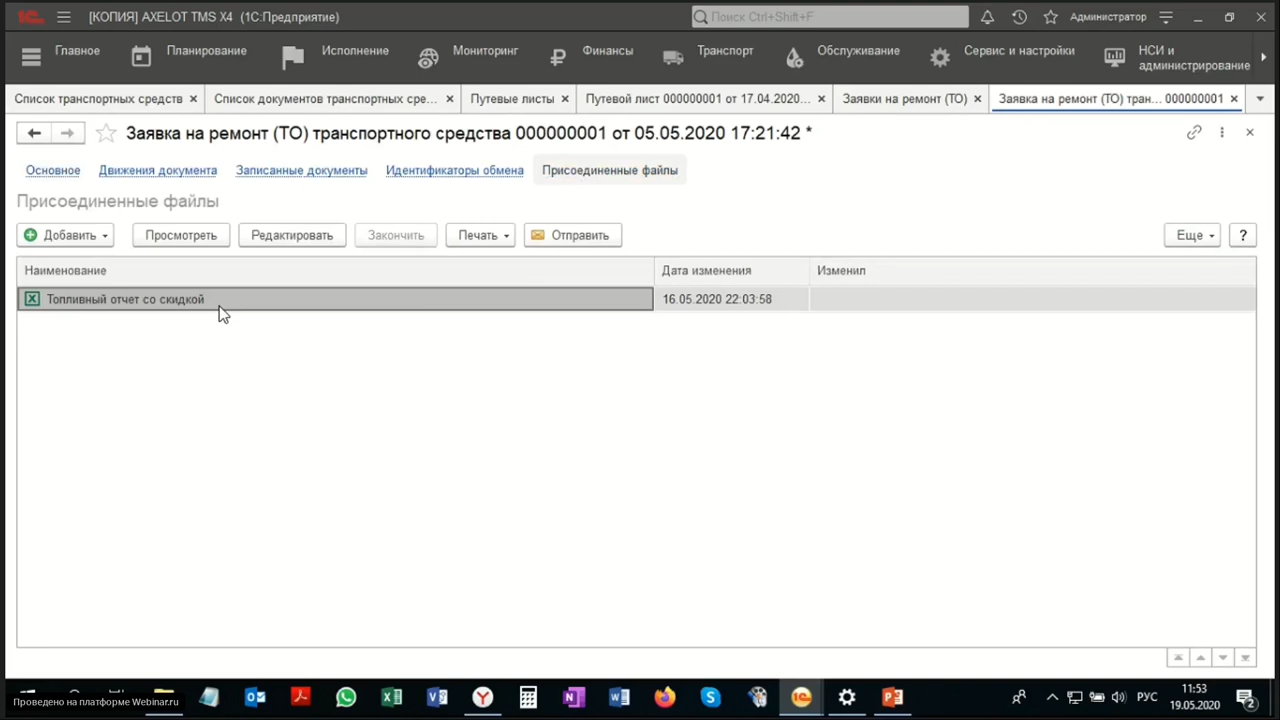 [КОПИЯ] AXELOT TMS X4 (1С:Предприятие)
Поиск Ctrl+Shift+F
Администратор
Главное
Планирование
Исполнение
Мониторинг
Финансы
Транспорт
Обслуживание
Сервис и настройки
НСИ и
администрирование
Список транспортных средств
Список документов транспортных сре...
Путевые листы
Путевой лист 000000001 от 17.04.2020...
Заявки на ремонт (ТО)
Заявка на ремонт (ТО) тран... 000000001
Заявка на ремонт (ТО) транспортного средства 000000001 от 05.05.2020 17:21:42 *
Основное
Движения документа
Записанные документы
Идентификаторы обмена
Присоединенные файлы
Присоединенные файлы
Добавить
Просмотреть
Редактировать
Закончить
Печать
Отправить
Еще
?
Наименование
Дата изменения
Изменил
Топливный отчет со скидкой
16.05.2020 22:03:58
Проведено на платформе Webinar.ru
РУС
11:53
19.05.2020
2